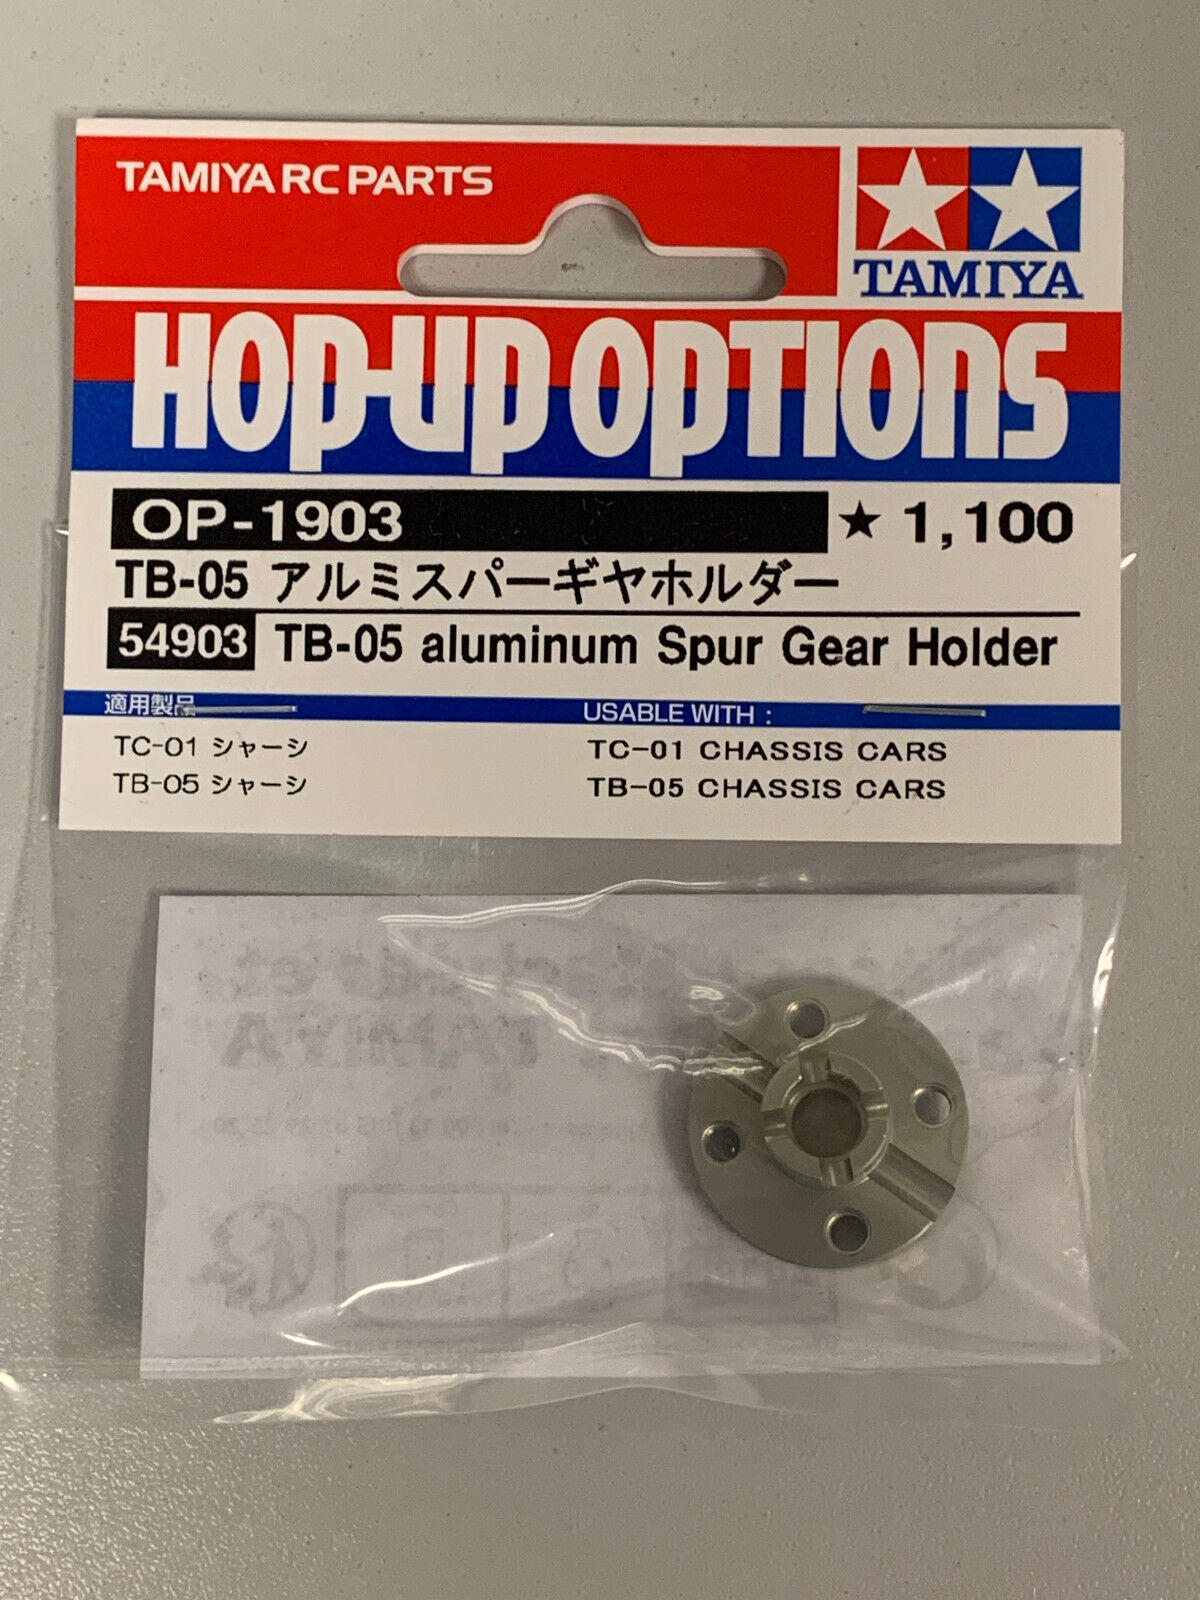 TAMIYA RC PARTS
TAMIYA
HOP-UP OPTIONS
OP-1903 ★ 1,100
TB-05 アルミスパーギヤホルダー
54903 TB-05 aluminum Spur Gear Holder
適用製品 USABLE WITH :
TC-01 シャーシ TC-01 CHASSIS CARS
TB-05 シャーシ TB-05 CHASSIS CARS
TAMIYA